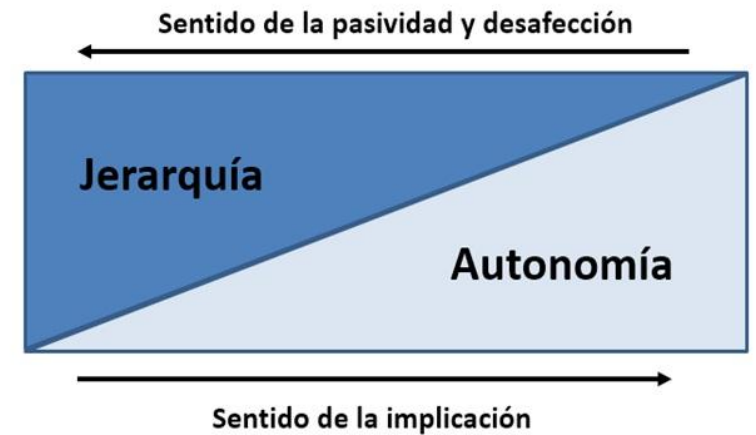 Sentido de la pasividad y desafección
Jerarquía
Autonomía
Sentido de la implicación